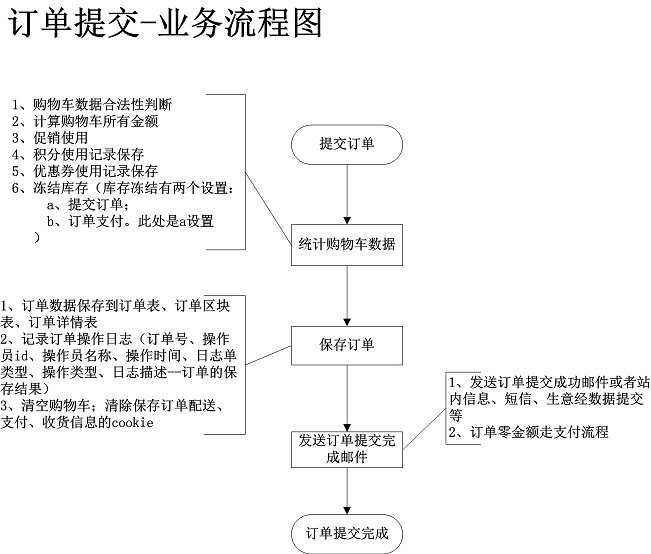 订单提交-业务流程图
1、购物车数据合法性判断
2、计算购物车所有金额
3、促销使用
4、积分使用记录保存
5、优惠券使用记录保存
6、冻结库存（库存冻结有两个设置：
a、提交订单；
b、订单支付。此处是a设置
）
提交订单
统计购物车数据
1、订单数据保存到订单表、订单区块
表、订单详情表
2、记录订单操作日志（订单号、操作
员id、操作员名称、操作时间、日志单
类型、操作类型、日志描述--订单的保
存结果）
3、清空购物车；清除保存订单配送、
支付、收货信息的cookie
保存订单
1、发送订单提交成功邮件或者站
内信息、短信、生意经数据提交
等
2、订单零金额走支付流程
发送订单提交完
成邮件
订单提交完成